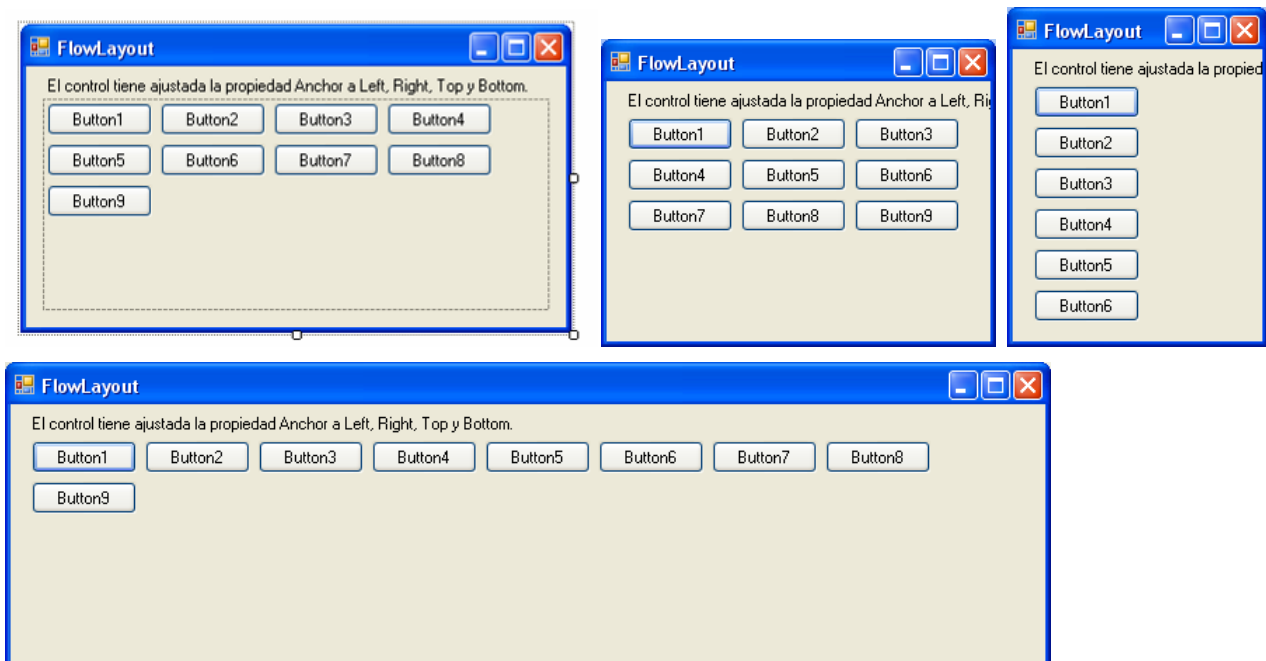 FlowLayout
El control tiene ajustada la propiedad Anchor a Left, Right, Top y Bottom.
Button1 Button2 Button3 Button4
Button5 Button6 Button7 Button8
Button9
FlowLayout
El control tiene ajustada la propiedad Anchor a Left, Rig
Button1 Button2 Button3
Button4 Button5 Button6
Button7 Button8 Button9
FlowLayout
El control tiene ajustada la propied
Button1
Button2
Button3
Button4
Button5
Button6
FlowLayout
El control tiene ajustada la propiedad Anchor a Left, Right, Top y Bottom.
Button1 Button2 Button3 Button4 Button5 Button6 Button7 Button8
Button9